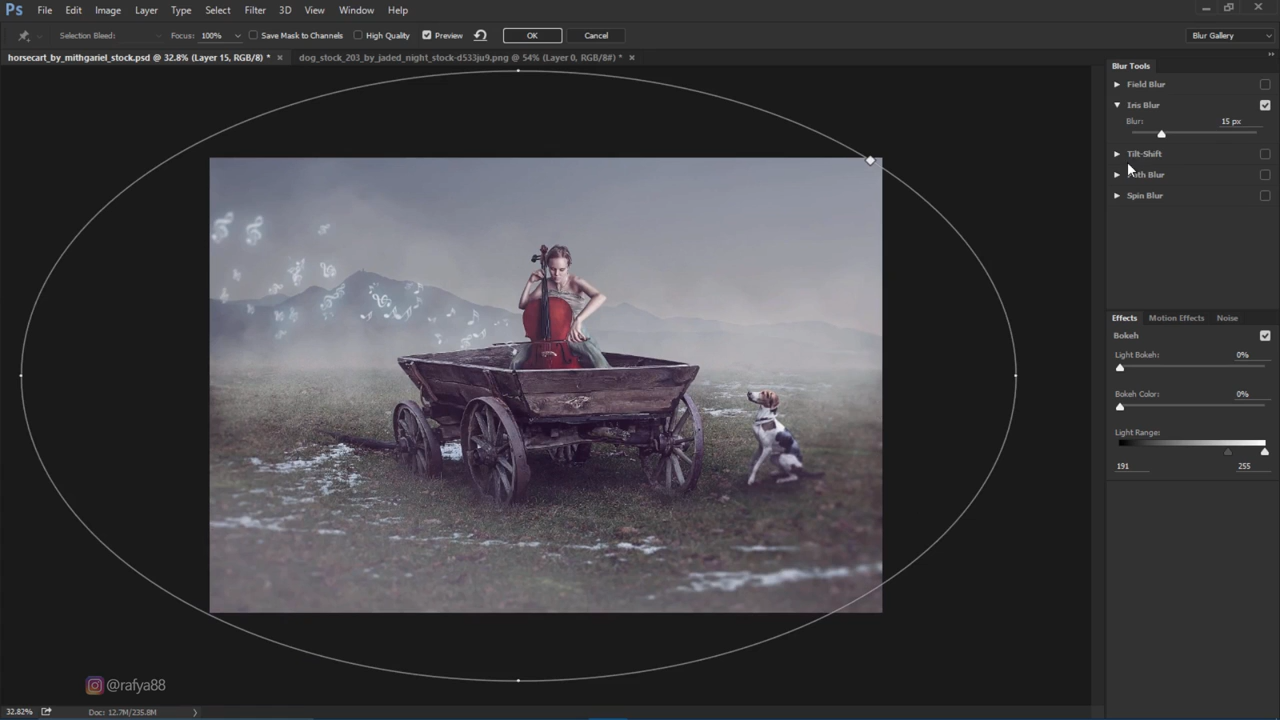 Ps File Edit Image Layer Type Select Filter 3D View Window Help
Selection Bleed: Focus: 100% Save Mask to Channels High Quality Preview OK Cancel Blur Gallery
horsecart_by_mithgariel_stock.psd @ 32.8% (Layer 15, RGB/8) * × dog_stock_203_by_jaded_night_stock-d533ju9.png @ 54% (Layer 0, RGB/8#) * ×
Blur Tools
Field Blur
Iris Blur
Blur: 15 px
Tilt-Shift
Path Blur
Spin Blur
Effects Motion Effects Noise
Bokeh
Light Bokeh: 0%
Bokeh Color: 0%
Light Range:
191 255
@rafya88
32.82% Doc: 12.7M/235.8M